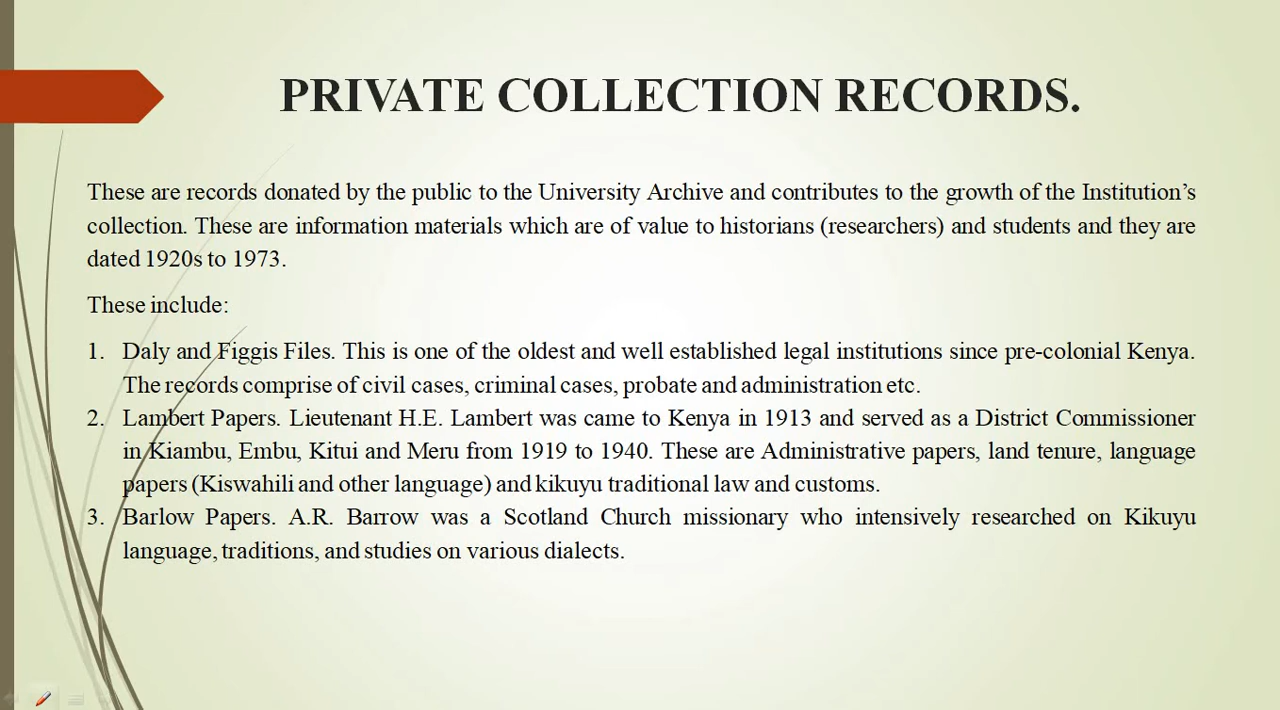 PRIVATE COLLECTION RECORDS.
These are records donated by the public to the University Archive and contributes to the growth of the Institution’s
collection. These are information materials which are of value to historians (researchers) and students and they are
dated 1920s to 1973.
These include:
1. Daly and Figgis Files. This is one of the oldest and well established legal institutions since pre-colonial Kenya.
The records comprise of civil cases, criminal cases, probate and administration etc.
2. Lambert Papers. Lieutenant H.E. Lambert was came to Kenya in 1913 and served as a District Commissioner
in Kiambu, Embu, Kitui and Meru from 1919 to 1940. These are Administrative papers, land tenure, language
papers (Kiswahili and other language) and kikuyu traditional law and customs.
3. Barlow Papers. A.R. Barrow was a Scotland Church missionary who intensively researched on Kikuyu
language, traditions, and studies on various dialects.